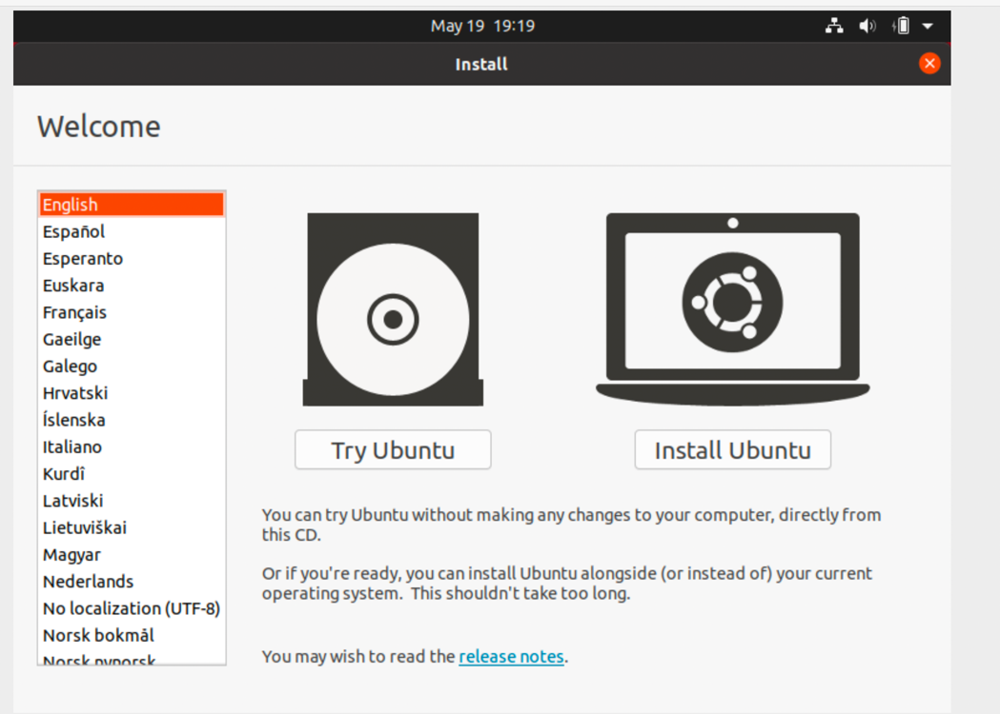 May 19 19:19
Install
Welcome
English
Español
Esperanto
Euskara
Français
Gaeilge
Galego
Hrvatski
Íslenska
Italiano
Kurdî
Latviski
Lietuviškai
Magyar
Nederlands
No localization (UTF-8)
Norsk bokmål
Norsk nynorsk
Try Ubuntu
Install Ubuntu
You can try Ubuntu without making any changes to your computer, directly from
this CD.
Or if you're ready, you can install Ubuntu alongside (or instead of) your current
operating system. This shouldn't take too long.
You may wish to read the release notes.